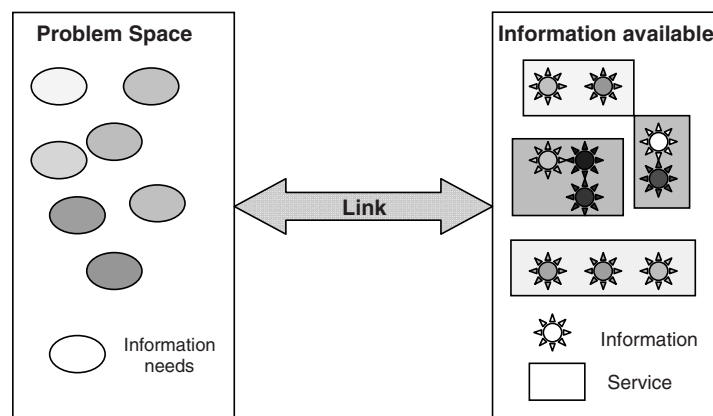 Problem Space
Information available
Link
Information
needs
Information
Service